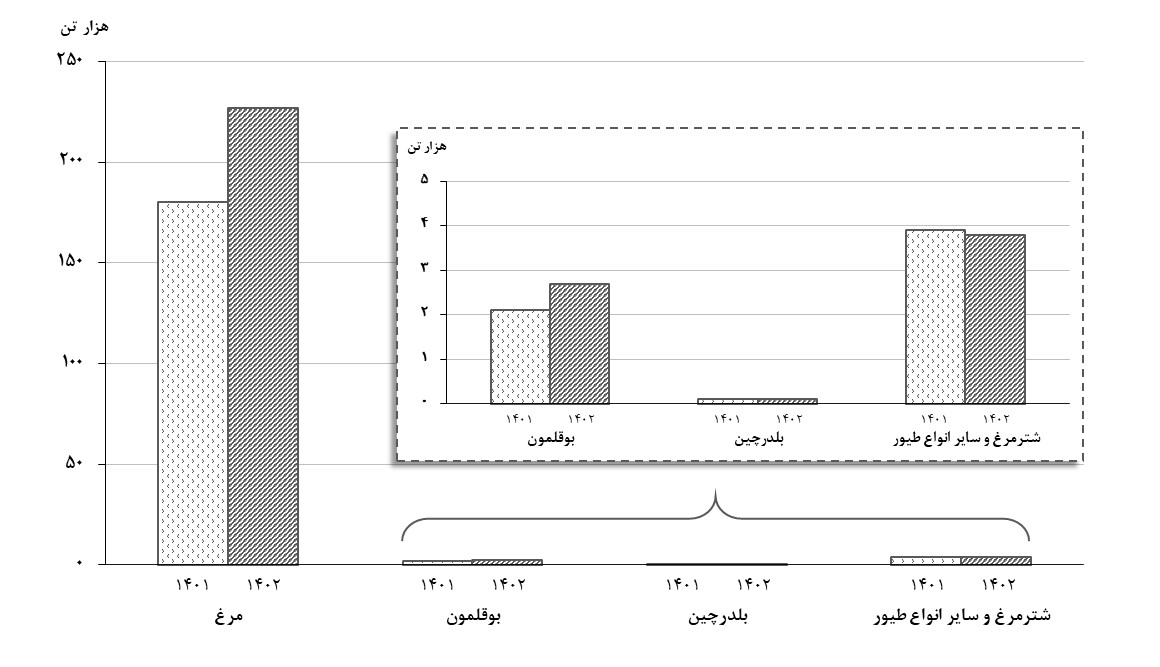 هزار تن
۲۵۰
۲۰۰
۱۵۰
۱۰۰
۵۰
۰
هزار تن
۵
۴
۳
۲
۱
۰
۱۴۰۱ ۱۴۰۲ ۱۴۰۱ ۱۴۰۲ ۱۴۰۱ ۱۴۰۲
بوقلمون بلدرچین شترمرغ و سایر انواع طیور
۱۴۰۱ ۱۴۰۲ ۱۴۰۱ ۱۴۰۲ ۱۴۰۱ ۱۴۰۲ ۱۴۰۱ ۱۴۰۲
مرغ بوقلمون بلدرچین شترمرغ و سایر انواع طیور